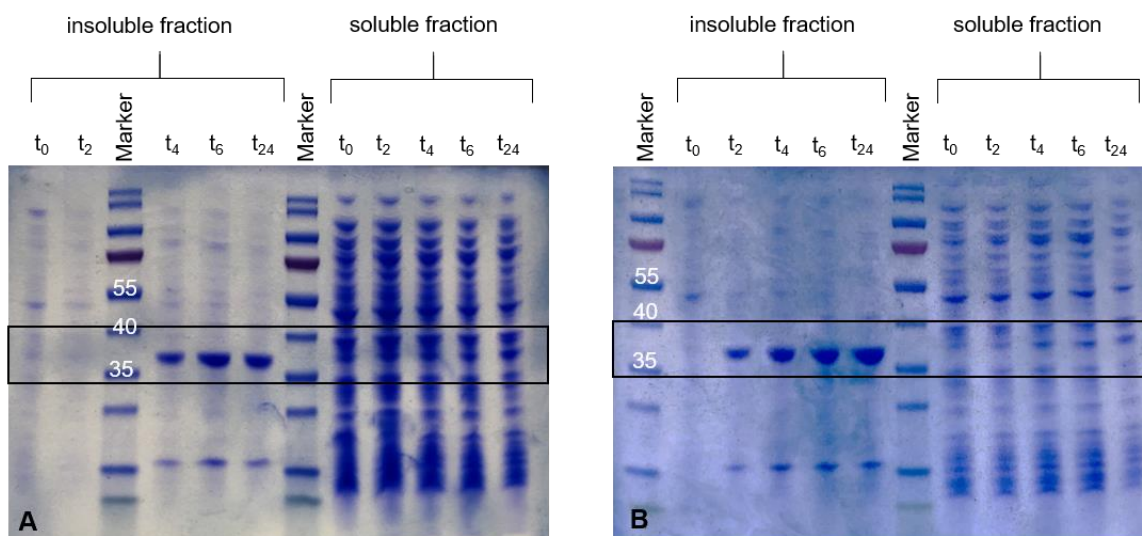 insoluble fraction soluble fraction
t0 t2 Marker t4 t6 t24 Marker t0 t2 t4 t6 t24
55
40
35
A
insoluble fraction soluble fraction
Marker t0 t2 t4 t6 t24 Marker t0 t2 t4 t6 t24
55
40
35
B